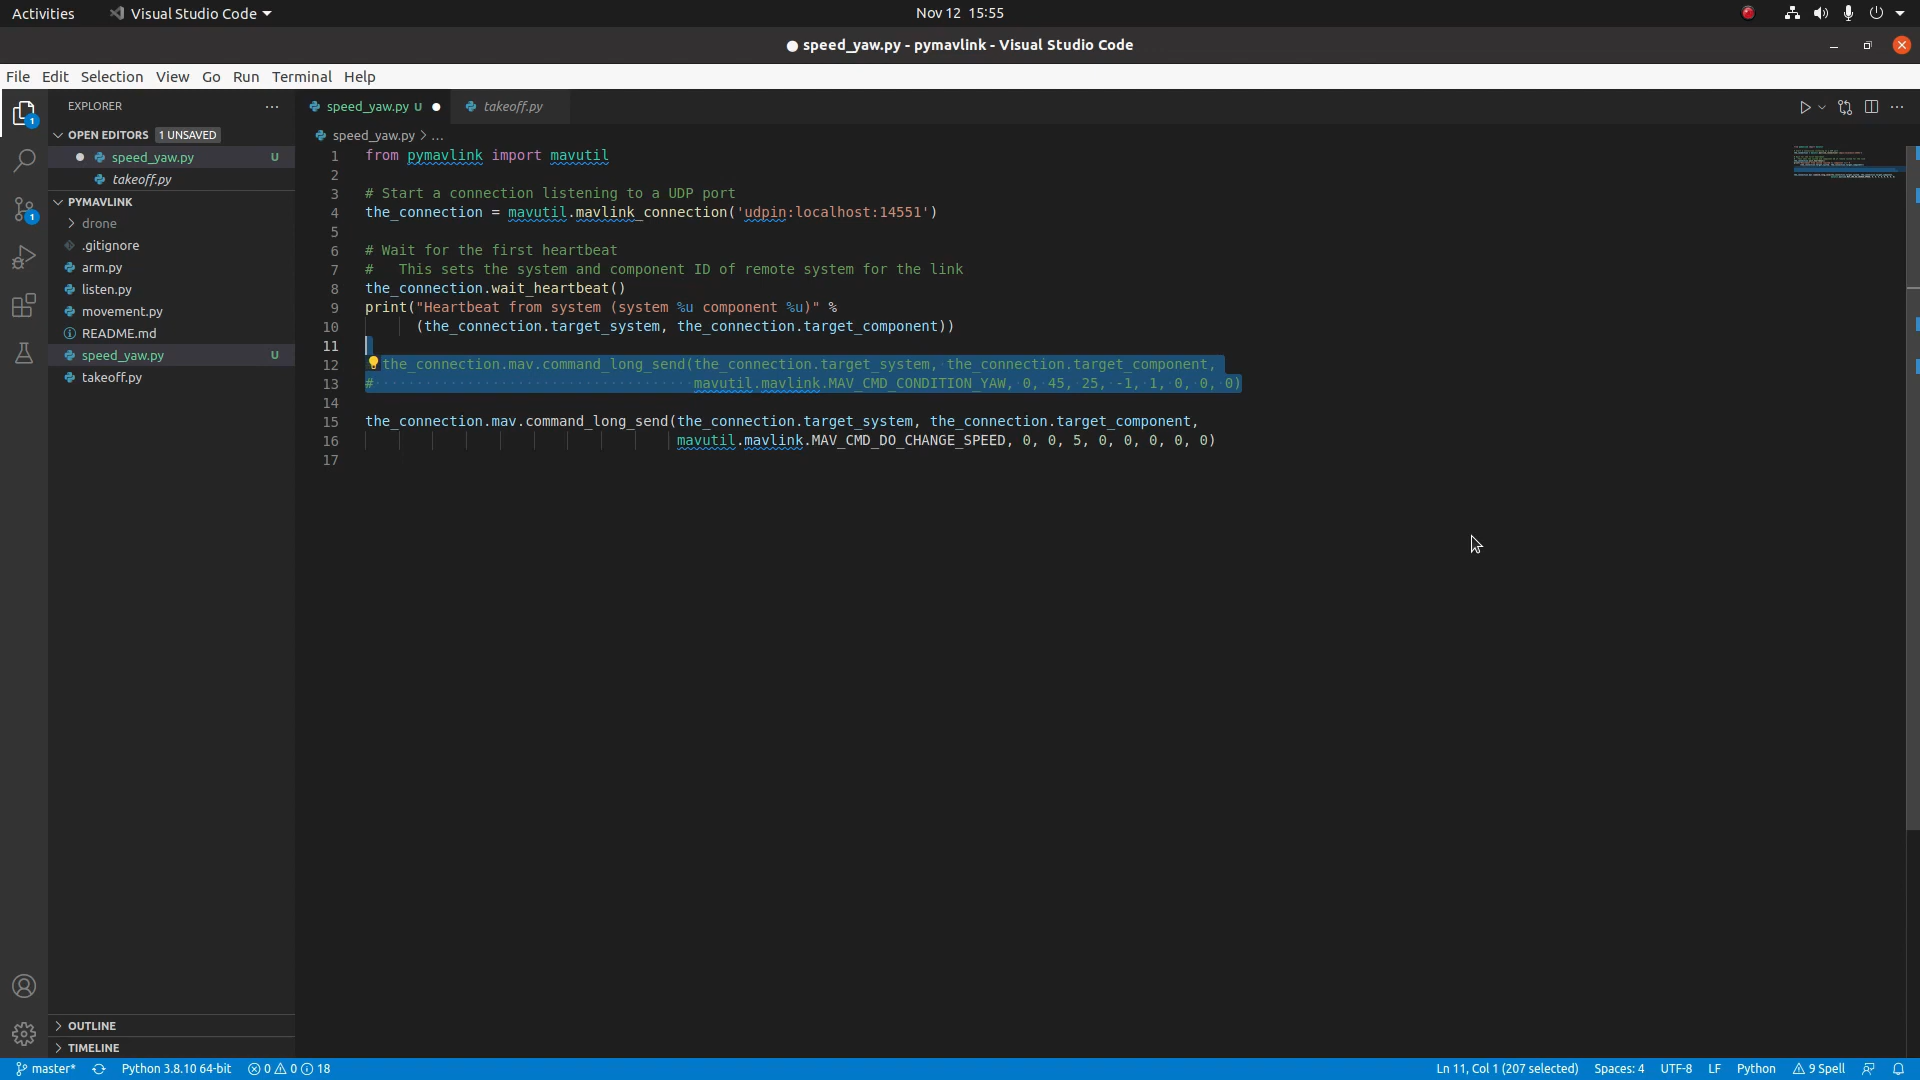 Activities
Visual Studio Code
Nov 12 15:55
● speed_yaw.py - pymavlink - Visual Studio Code
File Edit Selection View Go Run Terminal Help
EXPLORER
speed_yaw.py U
takeoff.py
OPEN EDITORS 1 UNSAVED
speed_yaw.py U
takeoff.py
PYMAVLINK
drone
.gitignore
arm.py
listen.py
movement.py
README.md
speed_yaw.py U
takeoff.py
OUTLINE
TIMELINE
1
1
speed_yaw.py > ...
1 from pymavlink import mavutil
2
3 # Start a connection listening to a UDP port
4 the_connection = mavutil.mavlink_connection('udpin:localhost:14551')
5
6 # Wait for the first heartbeat
7 #   This sets the system and component ID of remote system for the link
8 the_connection.wait_heartbeat()
9 print("Heartbeat from system (system %u component %u)" %
10       (the_connection.target_system, the_connection.target_component))
11
12   the_connection.mav.command_long_send(the_connection.target_system, the_connection.target_component,
13 #                                      mavutil.mavlink.MAV_CMD_CONDITION_YAW, 0, 45, 25, -1, 1, 0, 0, 0)
14
15 the_connection.mav.command_long_send(the_connection.target_system, the_connection.target_component,
16                                      mavutil.mavlink.MAV_CMD_DO_CHANGE_SPEED, 0, 0, 5, 0, 0, 0, 0, 0)
17
master* Python 3.8.10 64-bit 0 0 18
Ln 11, Col 1 (207 selected) Spaces: 4 UTF-8 LF Python 9 Spell